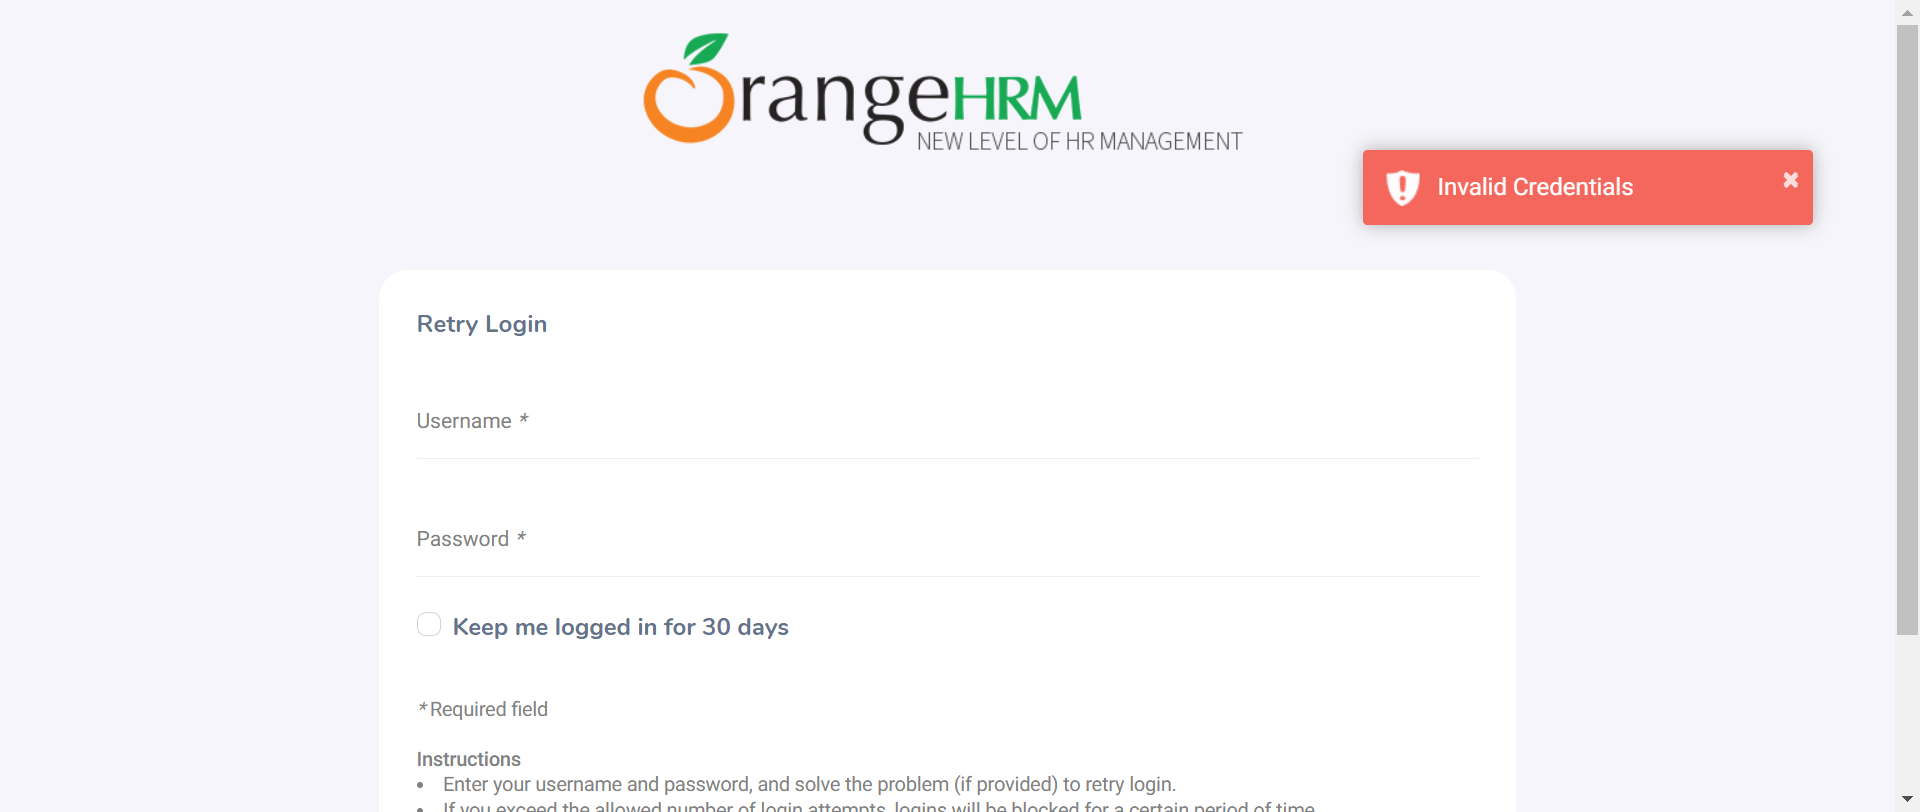 OrangeHRM
NEW LEVEL OF HR MANAGEMENT
Invalid Credentials
Retry Login
Username *
Password *
Keep me logged in for 30 days
* Required field
Instructions
• Enter your username and password, and solve the problem (if provided) to retry login.
• If you exceed the allowed number of login attempts, logins will be blocked for a certain period of time